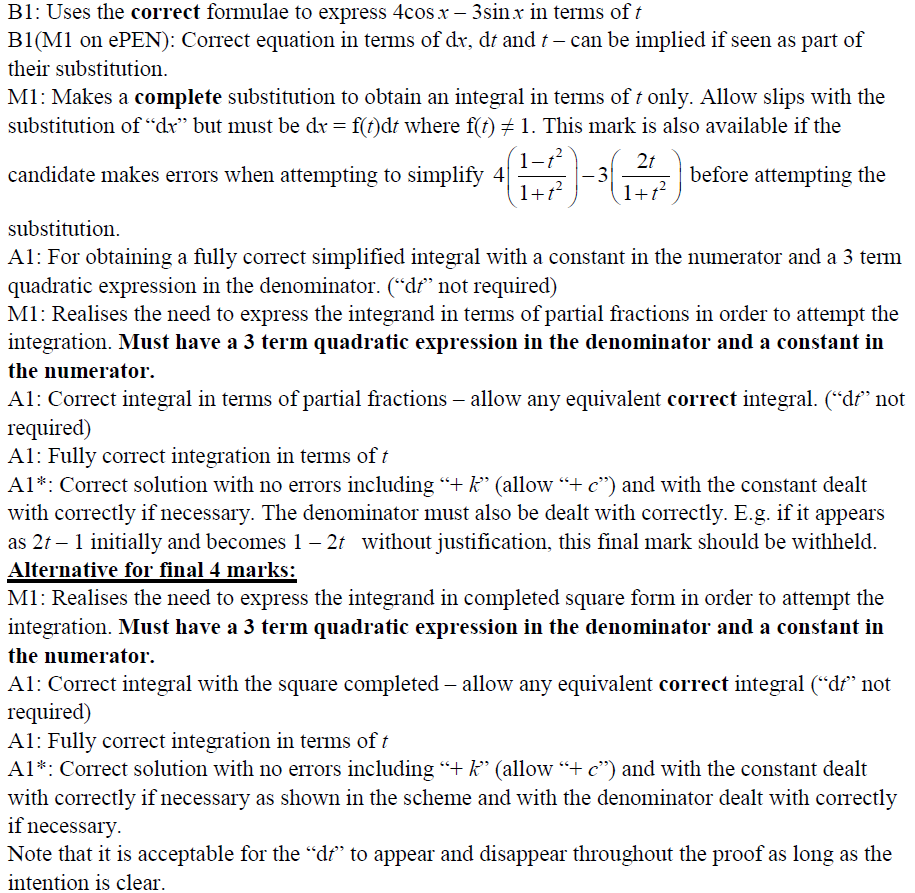 B1: Uses the correct formulae to express 4cos x – 3sin x in terms of t
B1(M1 on ePEN): Correct equation in terms of dx, dt and t – can be implied if seen as part of
their substitution.
M1: Makes a complete substitution to obtain an integral in terms of t only. Allow slips with the
substitution of “dx” but must be dx = f(t)dt where f(t) ≠ 1. This mark is also available if the
candidate makes errors when attempting to simplify 4((1−t²)/(1+t²)) − 3(2t/(1+t²)) before attempting the
substitution.
A1: For obtaining a fully correct simplified integral with a constant in the numerator and a 3 term
quadratic expression in the denominator. (“dt” not required)
M1: Realises the need to express the integrand in terms of partial fractions in order to attempt the
integration. Must have a 3 term quadratic expression in the denominator and a constant in
the numerator.
A1: Correct integral in terms of partial fractions – allow any equivalent correct integral. (“dt” not
required)
A1: Fully correct integration in terms of t
A1*: Correct solution with no errors including “+ k” (allow “+ c”) and with the constant dealt
with correctly if necessary. The denominator must also be dealt with correctly. E.g. if it appears
as 2t – 1 initially and becomes 1 – 2t without justification, this final mark should be withheld.
Alternative for final 4 marks:
M1: Realises the need to express the integrand in completed square form in order to attempt the
integration. Must have a 3 term quadratic expression in the denominator and a constant in
the numerator.
A1: Correct integral with the square completed – allow any equivalent correct integral (“dt” not
required)
A1: Fully correct integration in terms of t
A1*: Correct solution with no errors including “+ k” (allow “+ c”) and with the constant dealt
with correctly if necessary as shown in the scheme and with the denominator dealt with correctly
if necessary.
Note that it is acceptable for the “dt” to appear and disappear throughout the proof as long as the
intention is clear.